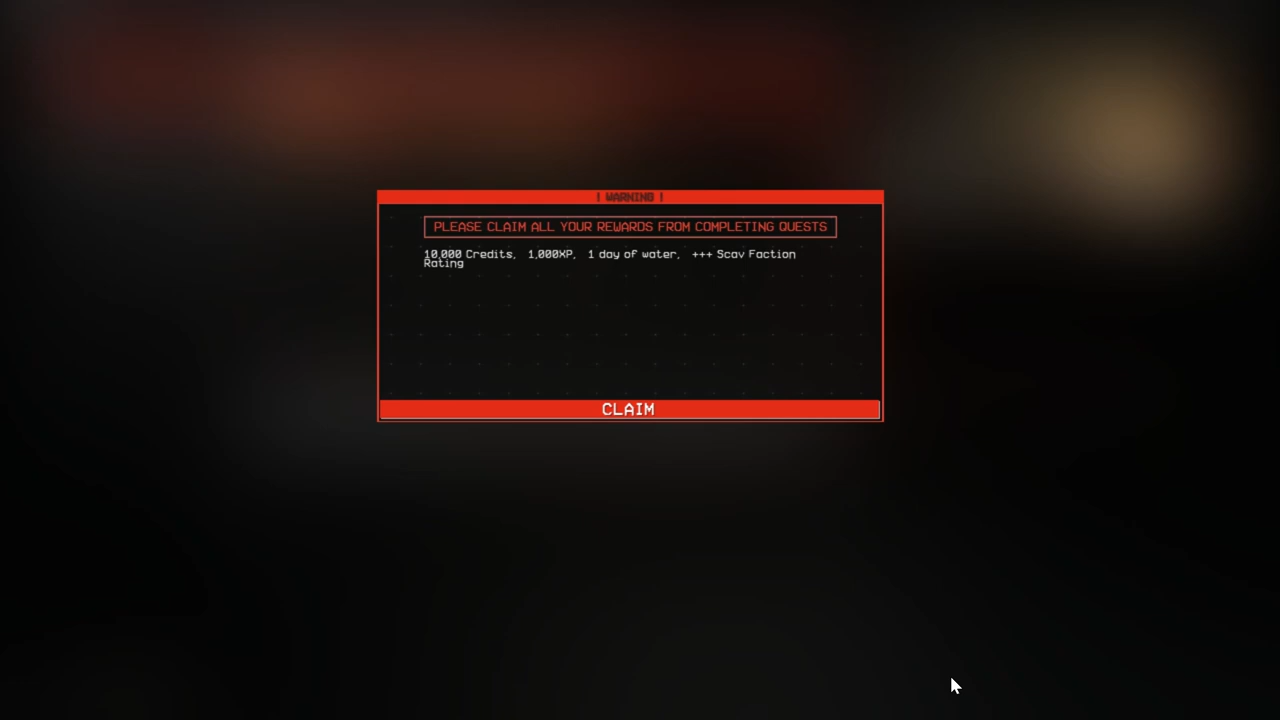 ! WARNING !
PLEASE CLAIM ALL YOUR REWARDS FROM COMPLETING QUESTS
10,000 Credits,  1,000XP,  1 day of water,  +++ Scav Faction
Rating
CLAIM